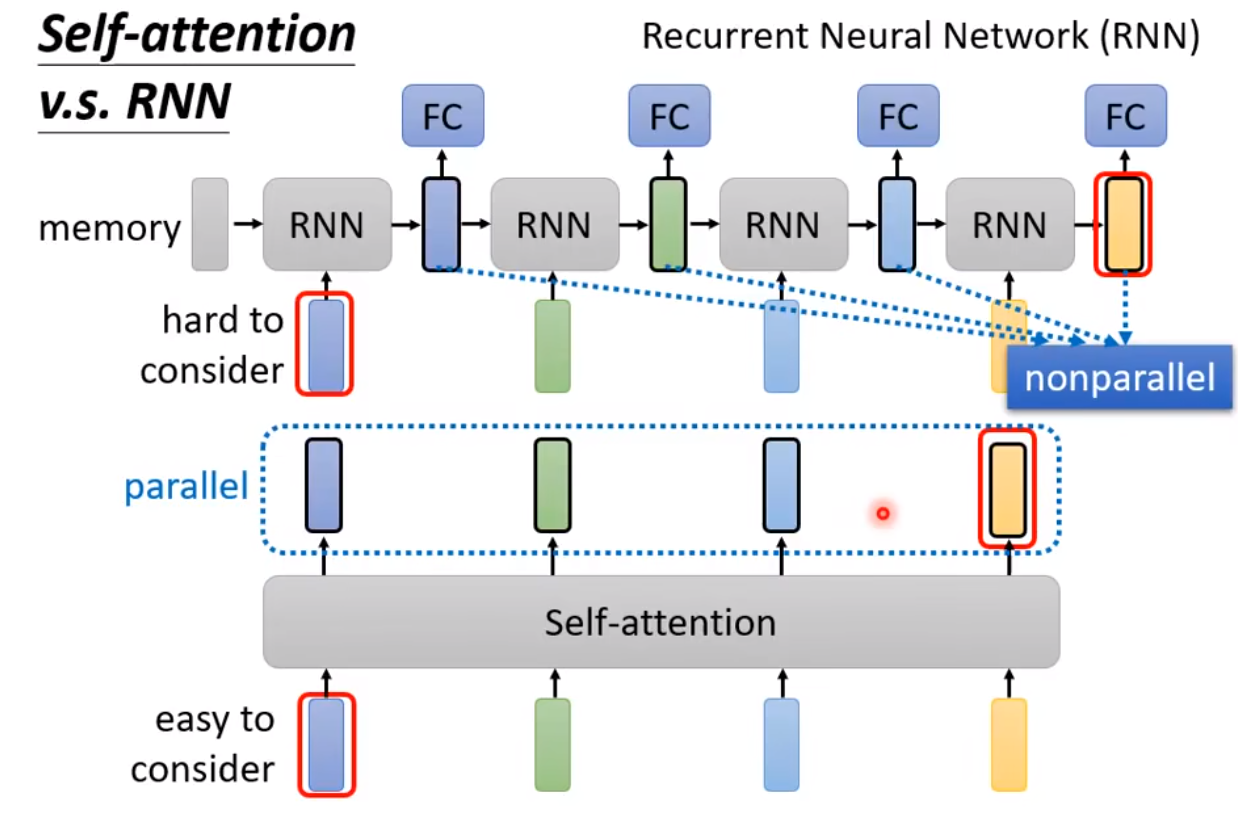 Self-attention
v.s. RNN
Recurrent Neural Network (RNN)
FC
FC
FC
FC
memory
RNN
RNN
RNN
RNN
hard to
consider
nonparallel
parallel
Self-attention
easy to
consider